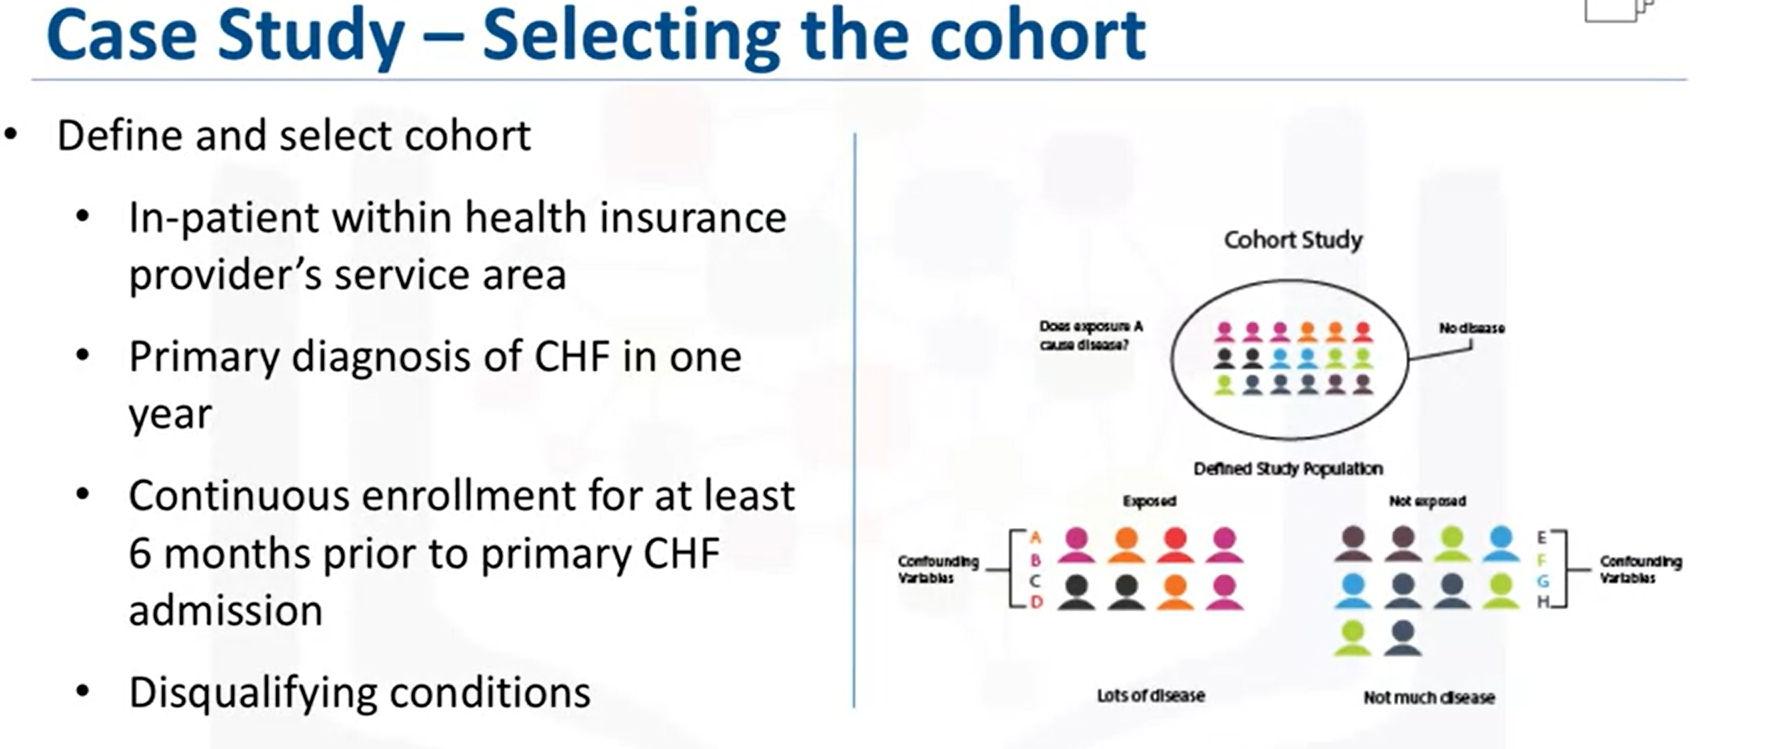 Case Study – Selecting the cohort
• Define and select cohort
• In-patient within health insurance
provider’s service area
• Primary diagnosis of CHF in one
year
• Continuous enrollment for at least
6 months prior to primary CHF
admission
• Disqualifying conditions
Cohort Study
Does exposure A
cause disease?
No disease
Defined Study Population
Exposed
Not exposed
Confounding
Variables
A
B
C
D
E
F
G
H
Confounding
Variables
Lots of disease
Not much disease